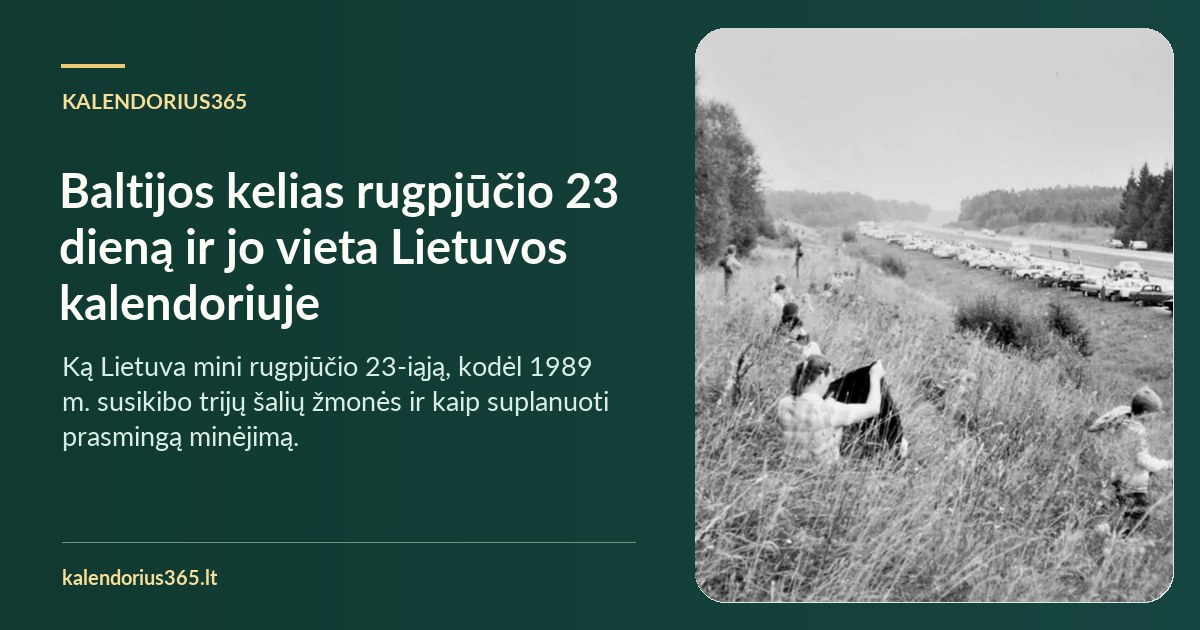 KALENDORIUS365
Baltijos kelias rugpjūčio 23
dieną ir jo vieta Lietuvos
kalendoriuje
Ką Lietuva mini rugpjūčio 23-iąją, kodėl 1989
m. susikibo trijų šalių žmonės ir kaip suplanuoti
prasmingą minėjimą.
kalendorius365.lt